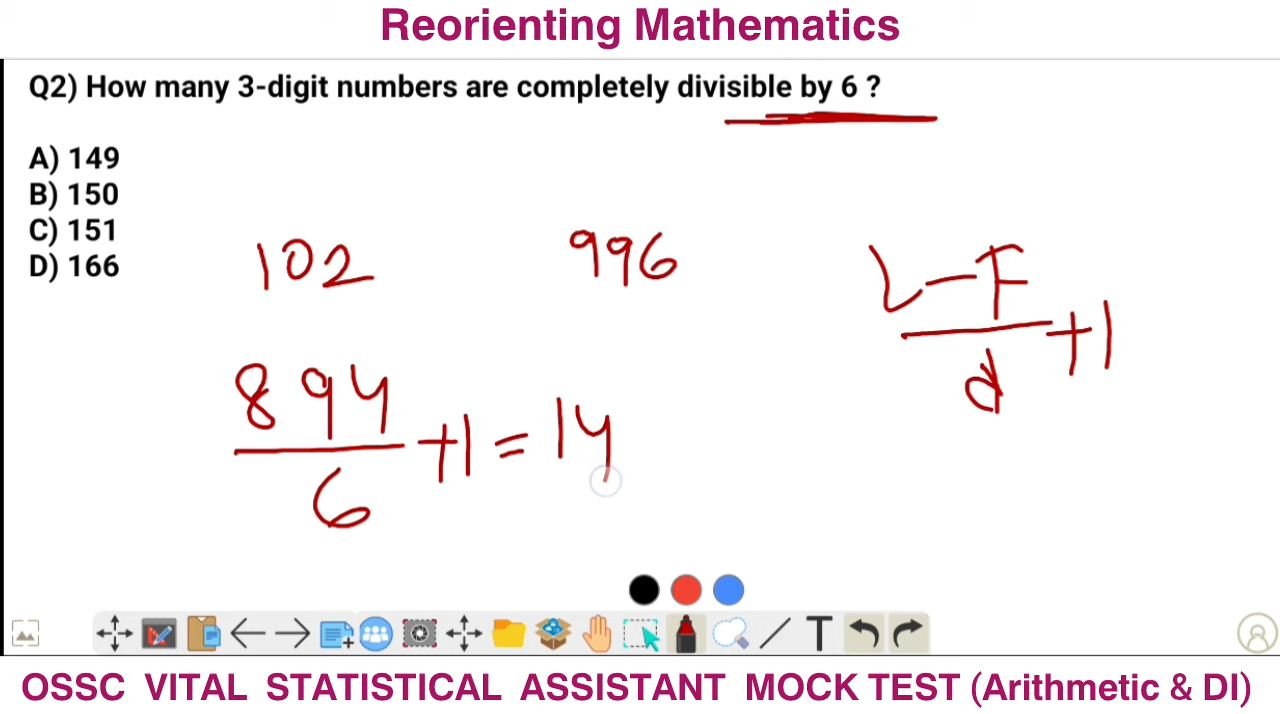 Reorienting Mathematics
Q2) How many 3-digit numbers are completely divisible by 6 ?
A) 149
B) 150
C) 151
D) 166
102
996
L-F
d
+1
894
6
+1 = 14
T
OSSC VITAL STATISTICAL ASSISTANT MOCK TEST (Arithmetic & DI)